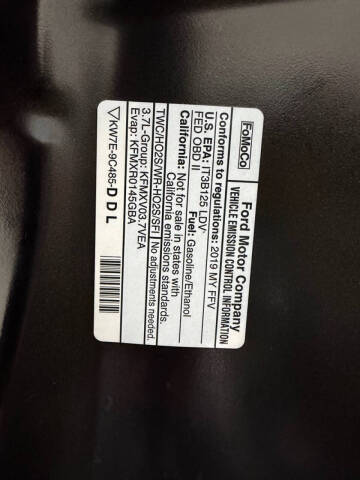 FoMoCo
Ford Motor Company
VEHICLE EMISSION CONTROL INFORMATION
Conforms to regulations: 2019 MY FFV
U.S. EPA: IT3B125 LDV Fuel: Gasoline/Ethanol
FED OBD II
California: Not for sale in states with
California emissions standards.
TWC/HO2S/WR-HO2S/SFI No adjustments needed.
3.7L-Group: KFMXV03.7VEA
Evap: KFMXR0145GBA
KW7E-9C485-DDL